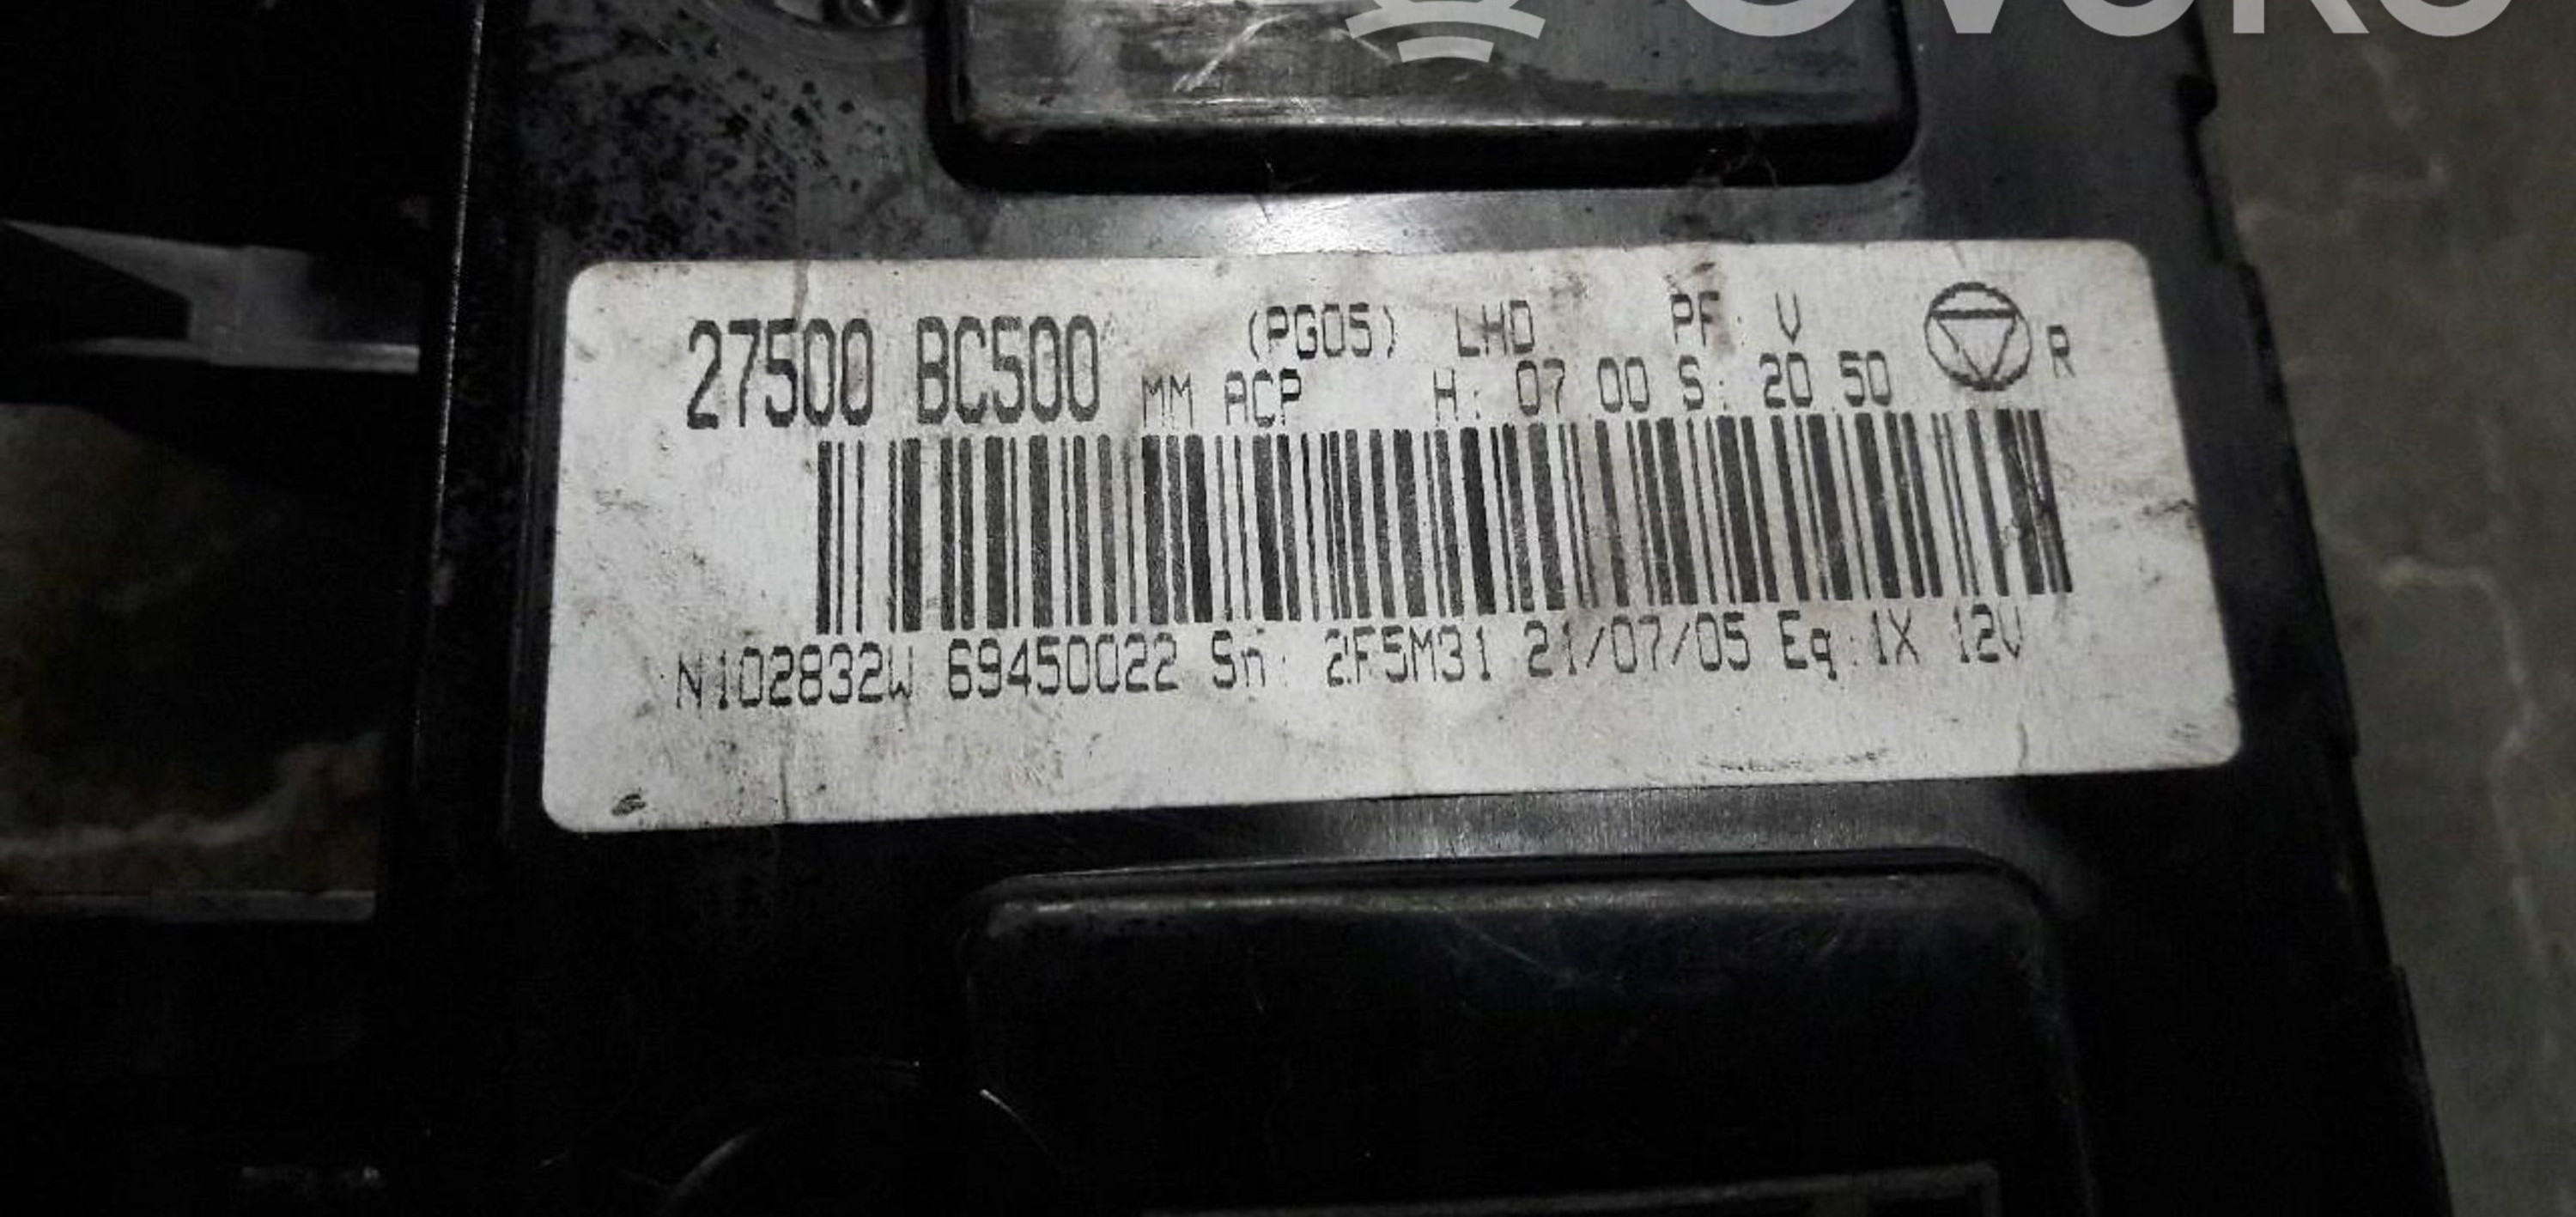 27500 BC500 (PG05) LHD PF: V
MM ACP H: 07.00 S: 20.50 R
N102832W 69450022 Sn: 2F5M31 21/07/05 Eq:1X 12V